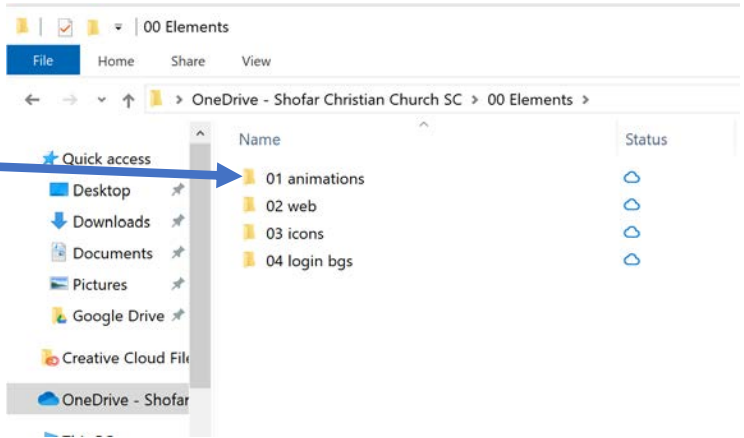 00 Elements
File Home Share View
OneDrive - Shofar Christian Church SC > 00 Elements >
Name Status
Quick access
Desktop
Downloads
Documents
Pictures
Google Drive
Creative Cloud File
OneDrive - Shofar
01 animations
02 web
03 icons
04 login bgs